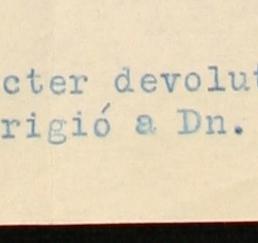 cter devolut
rigió a Dn.